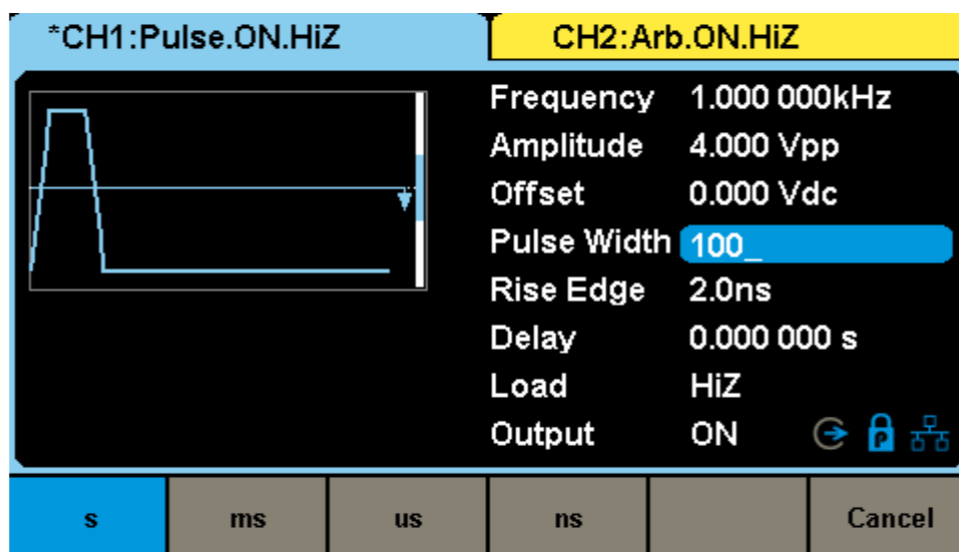 *CH1:Pulse.ON.HiZ CH2:Arb.ON.HiZ
Frequency 1.000 000kHz
Amplitude 4.000 Vpp
Offset 0.000 Vdc
Pulse Width 100_
Rise Edge 2.0ns
Delay 0.000 000 s
Load HiZ
Output ON
s ms us ns Cancel